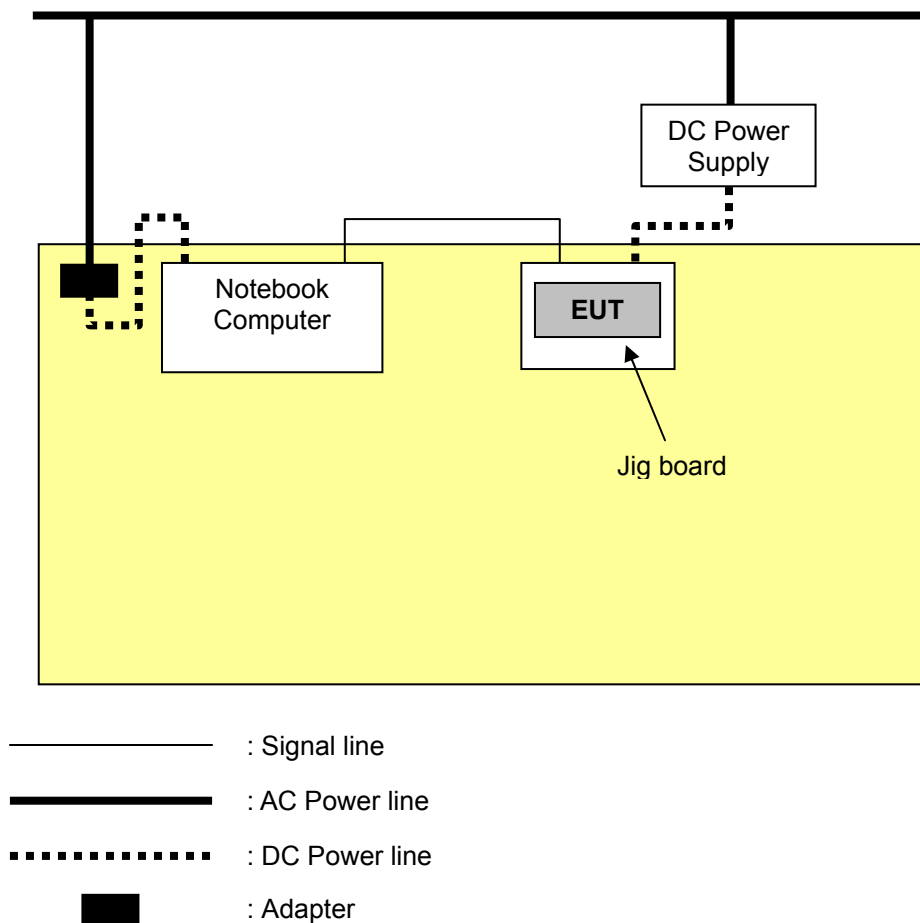 DC Power
Supply
Notebook
Computer
EUT
Jig board
: Signal line
: AC Power line
: DC Power line
: Adapter